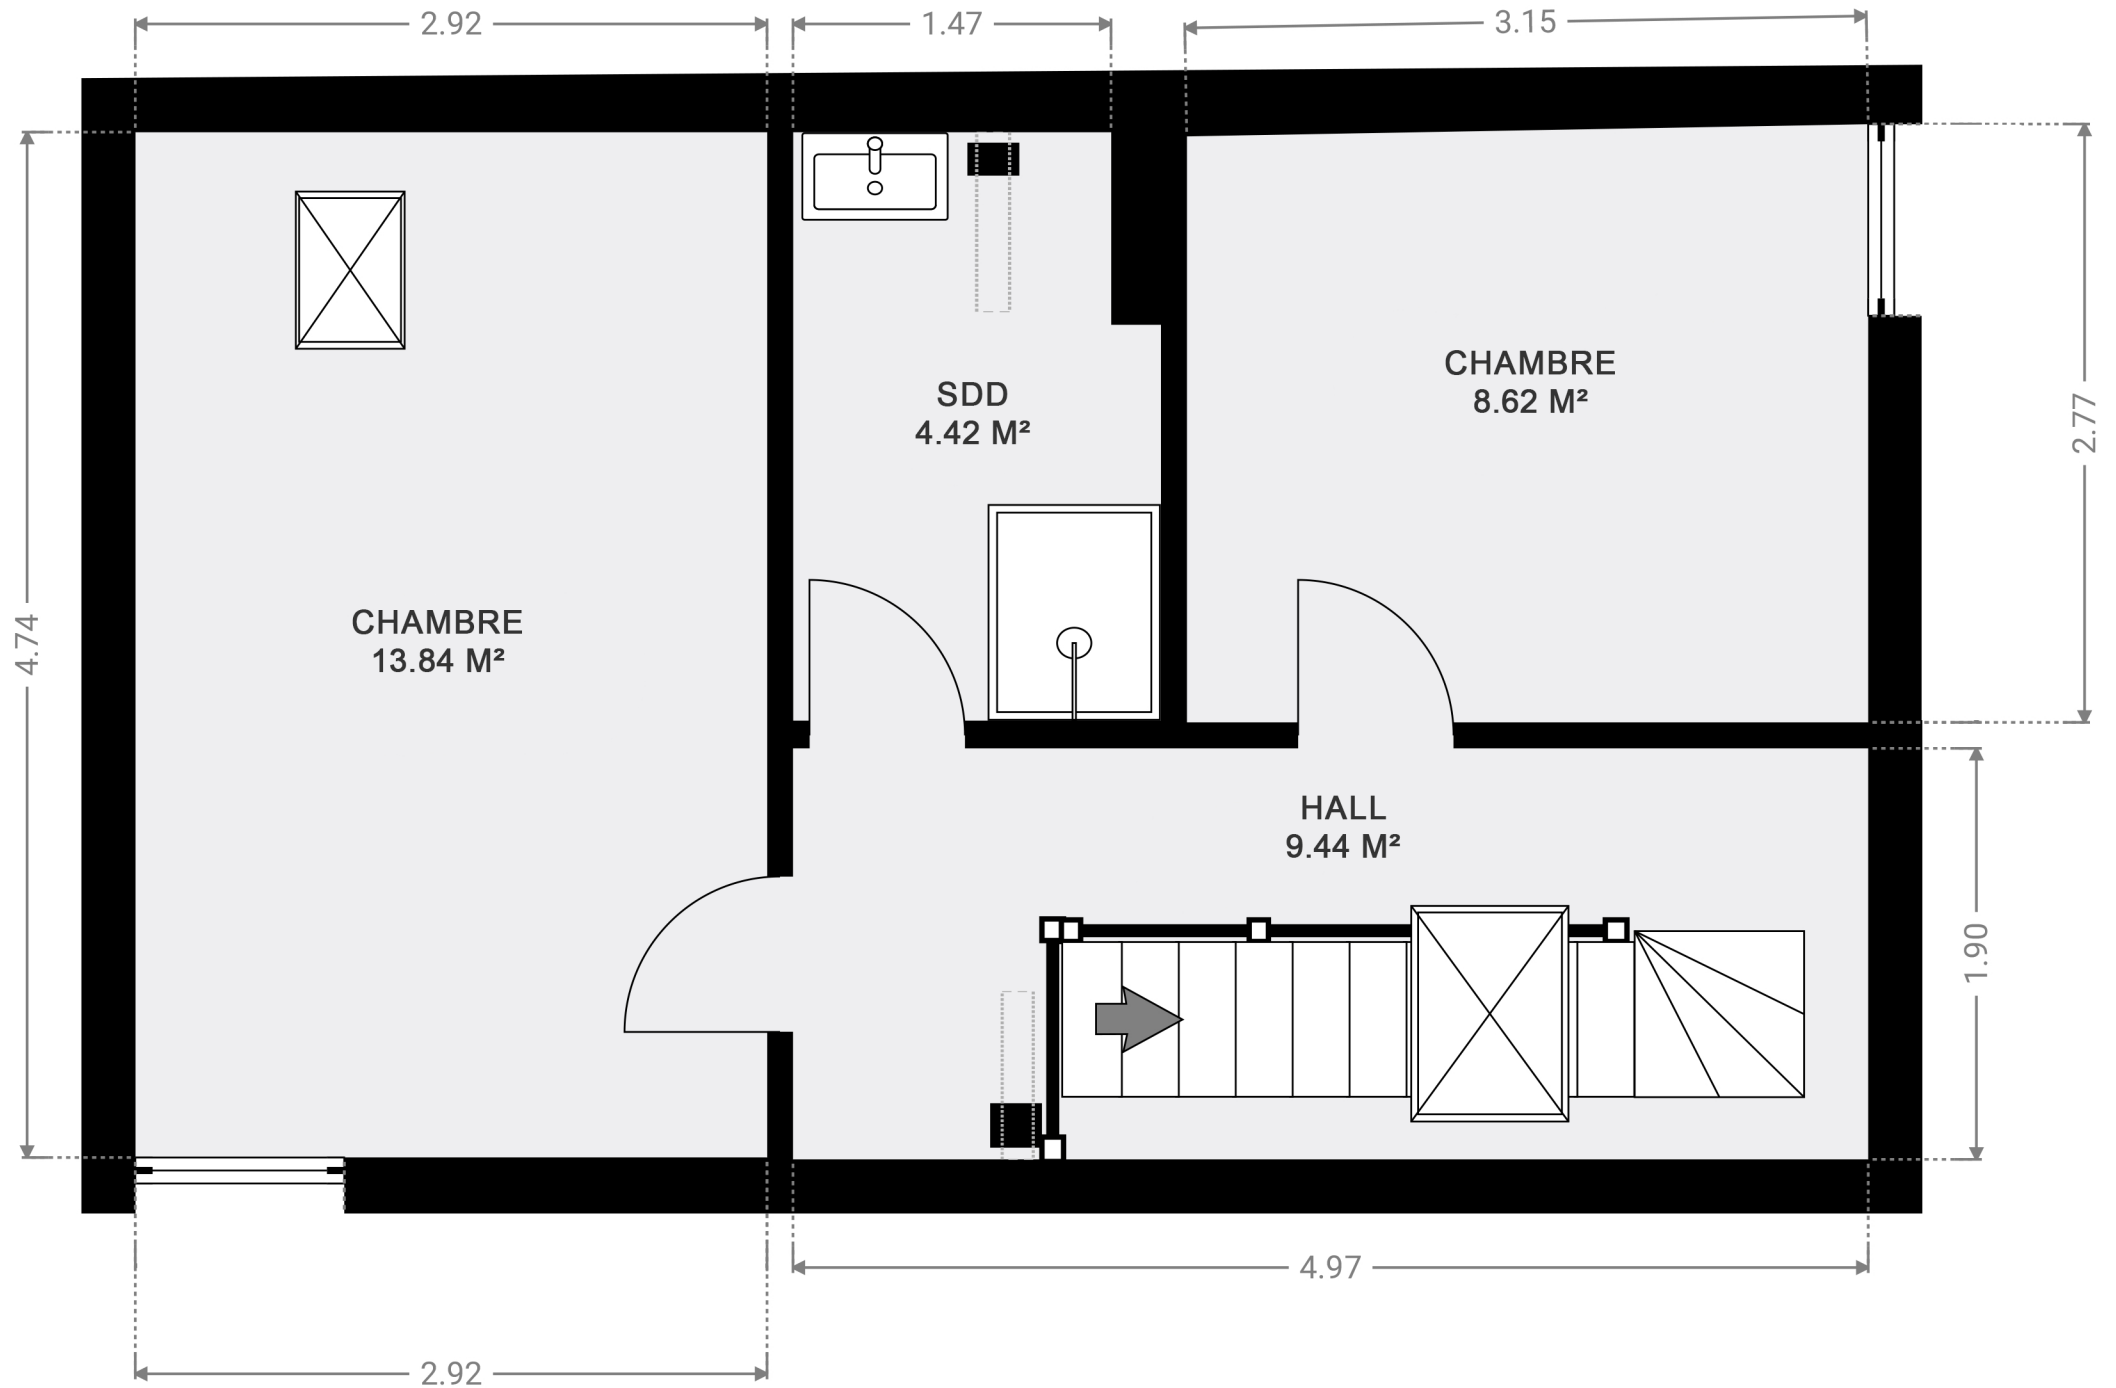 2.92
1.47
3.15
4.74
2.77
CHAMBRE
8.62 M²
SDD
4.42 M²
CHAMBRE
13.84 M²
HALL
9.44 M²
1.90
4.97
2.92